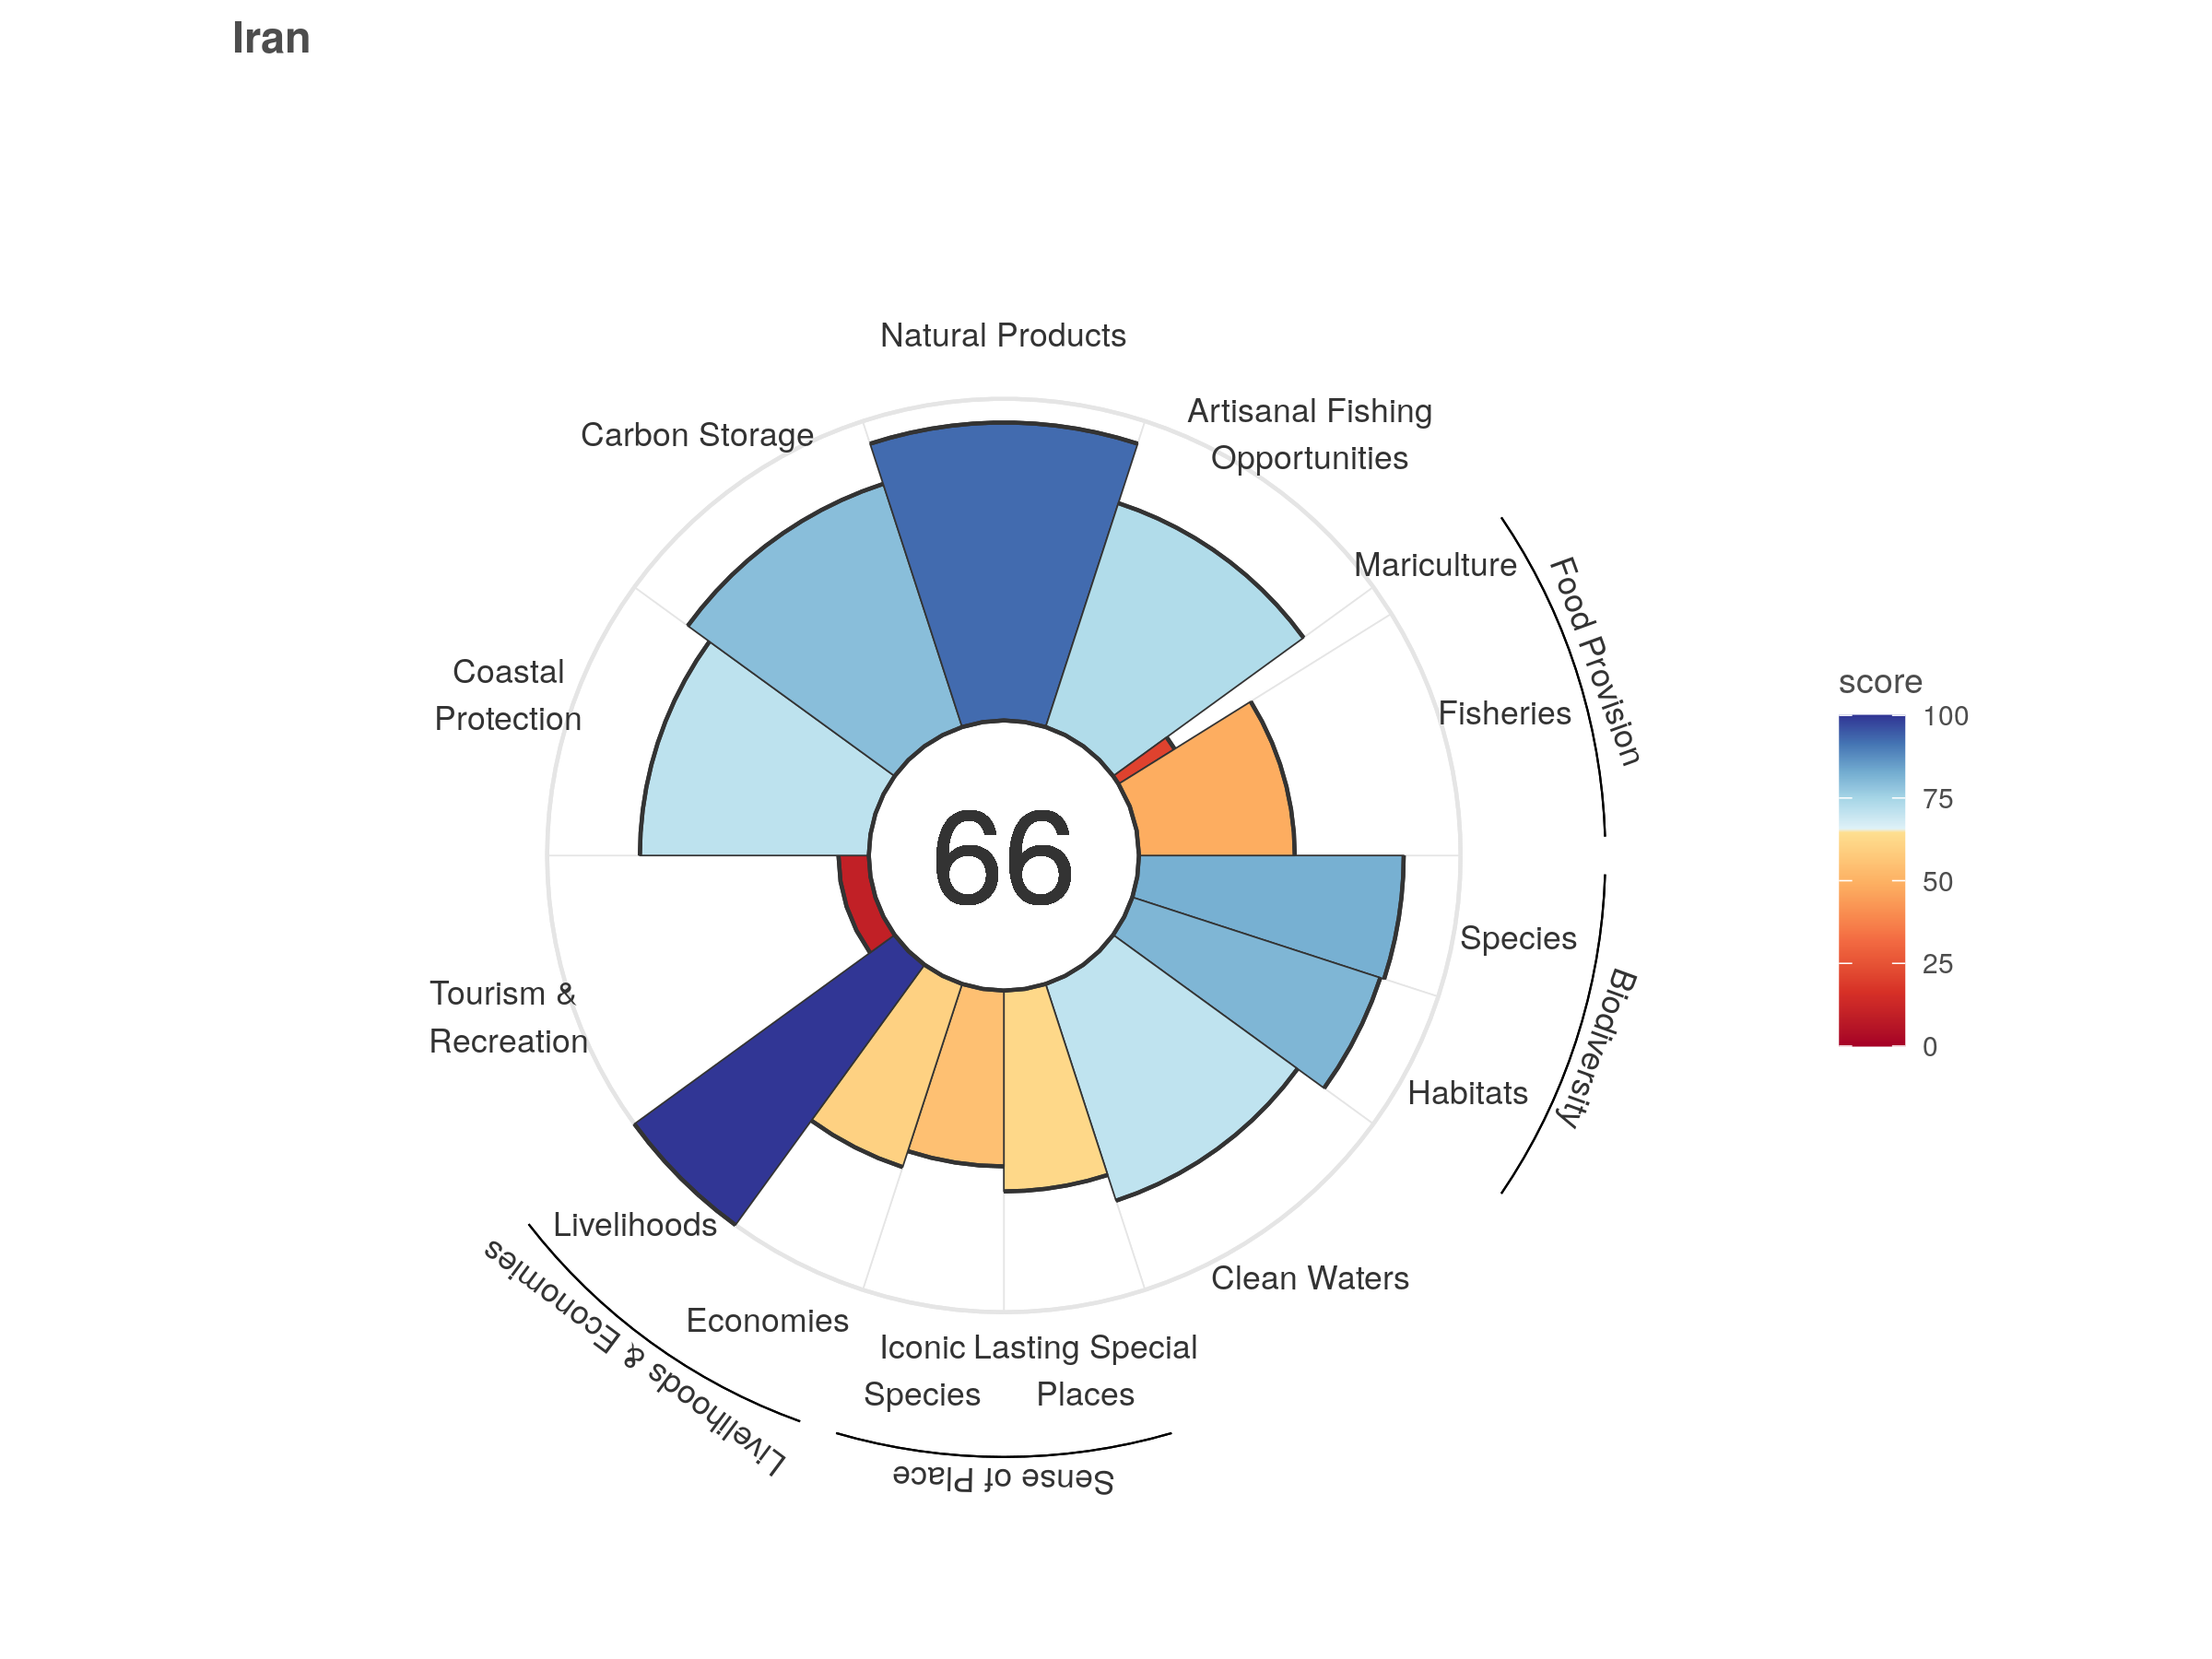 Iran
Natural Products
Artisanal Fishing
Opportunities
Carbon Storage
Mariculture
Food Provision
Coastal
Protection
Fisheries
66
score
100
75
50
25
0
Species
Biodiversity
Tourism &
Recreation
Habitats
Livelihoods
Clean Waters
Economies
Livelihoods & Economies
Iconic
Species
Lasting Special
Places
Sense of Place